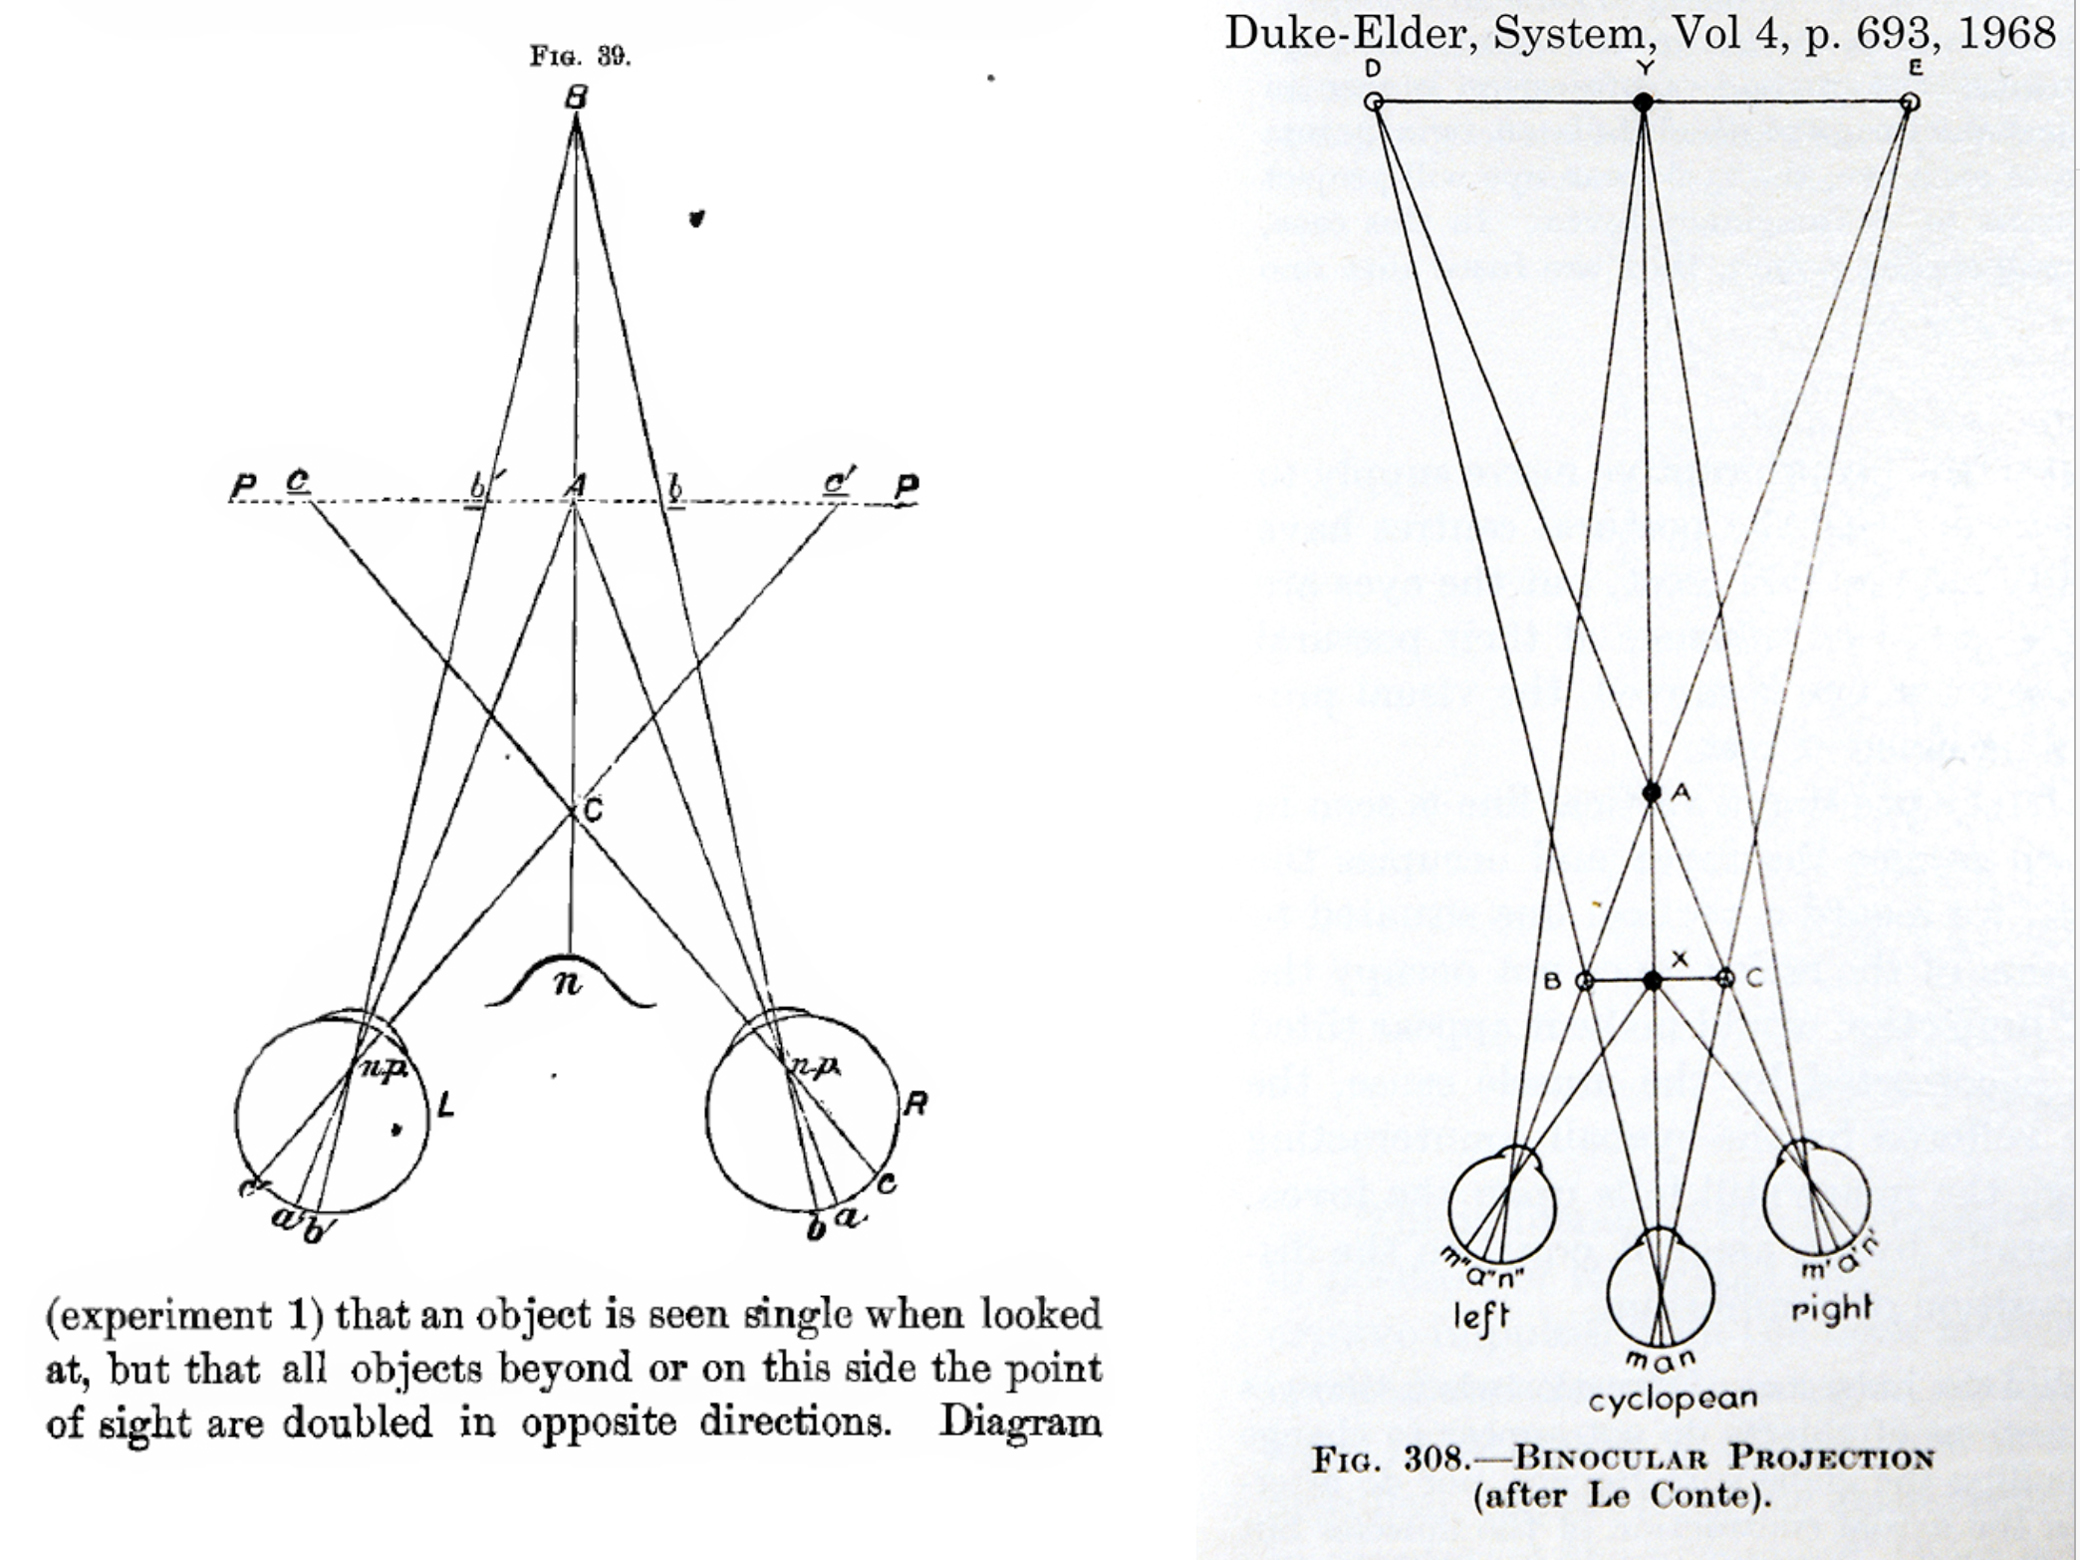 FIG. 39.
B
P c b′ A b c′ P
C
n
n.p. n.p.
L R
c′ a′ b′ b a c
(experiment 1) that an object is seen single when looked
at, but that all objects beyond or on this side the point
of sight are doubled in opposite directions. Diagram
Duke-Elder, System, Vol 4, p. 693, 1968
D Y E
A
B X C
m" a" n"
left
m' a' n'
right
m a n
cyclopean
FIG. 308.—BINOCULAR PROJECTION
(after Le Conte).